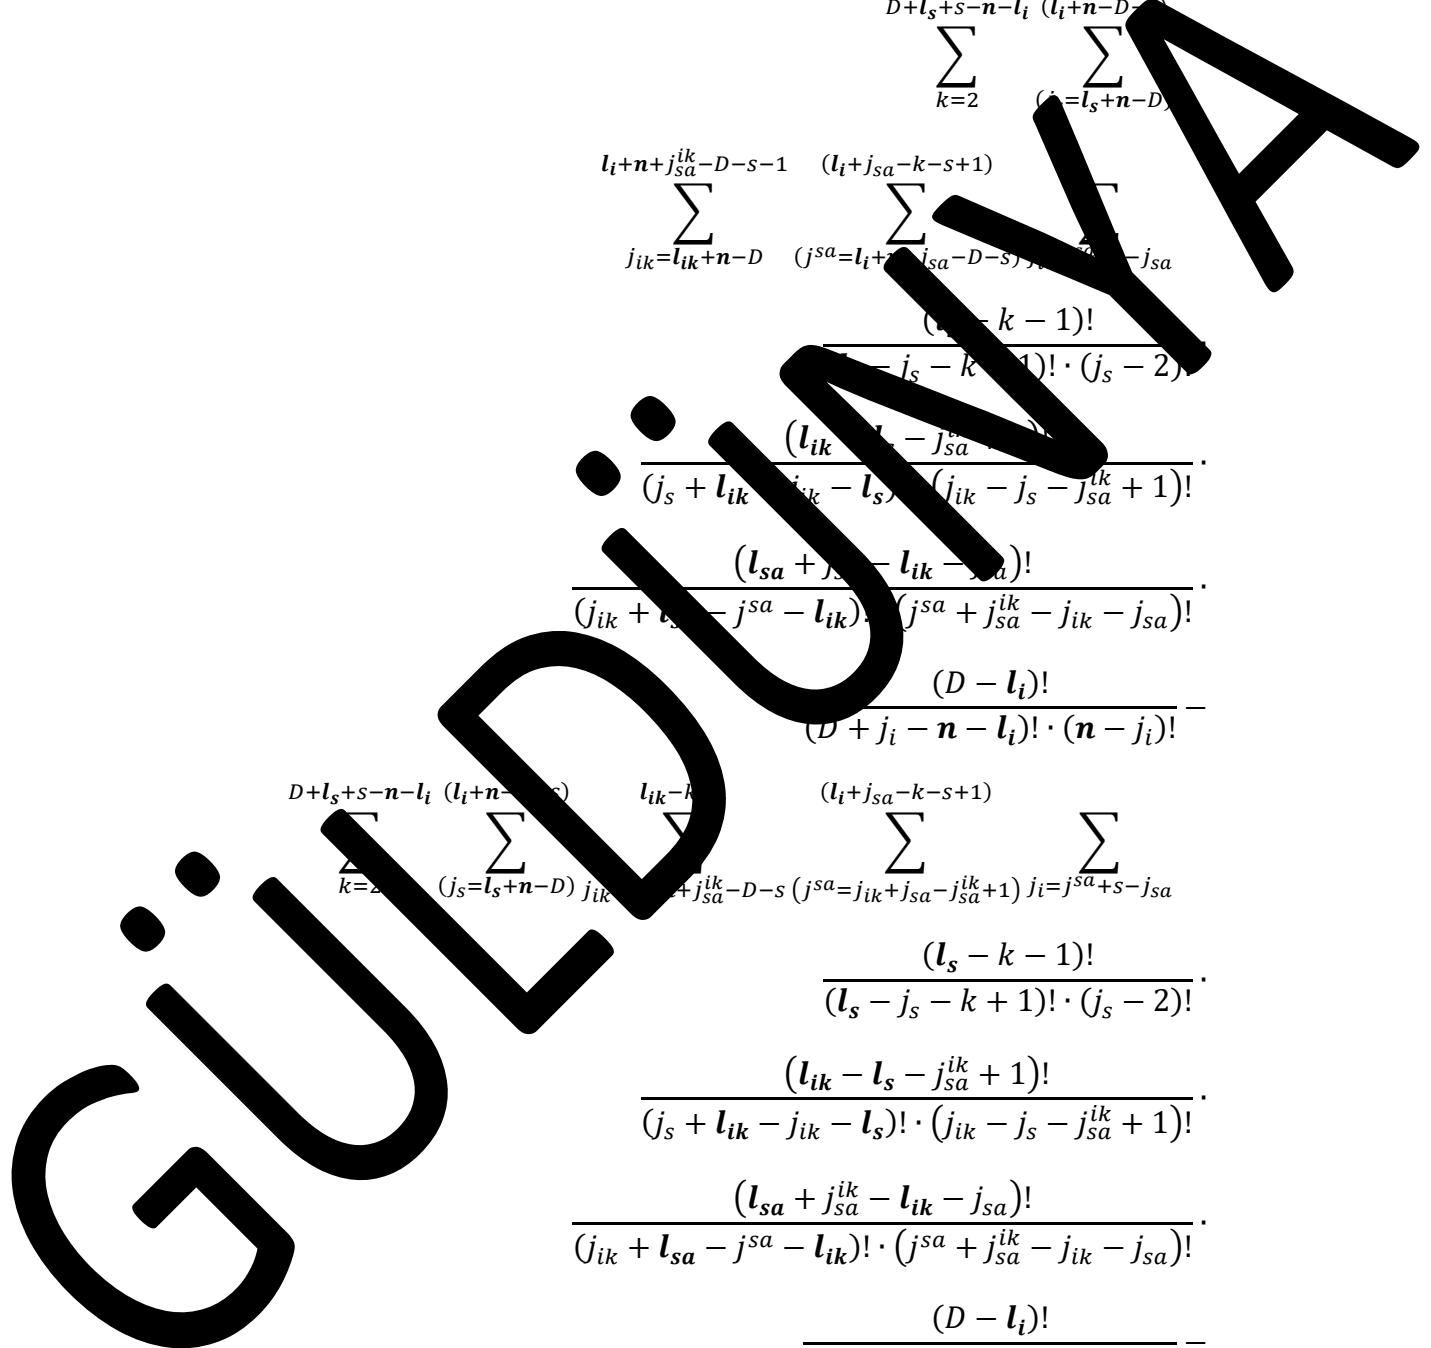 D+l_s+s−n−l_i (l_i+n−D−
∑ ∑
k=2 =l_s+n−D)
l_i+n+j_sa^ik−D−s−1 (l_i+j_sa−k−s+1)
∑ ∑ ∑
j_ik=l_ik+n−D (j^sa=l_i+ j_sa−D−s) −j_sa
( − k − 1)!
− j_s − k 1)! · (j_s − 2)! ·
(l_ik − j_sa
(j_s + l_ik − l_s) (j_ik − j_s − j_sa^ik + 1)! ·
(l_sa + − l_ik − )!
(j_ik + − j^sa − l_ik)! (j^sa + j_sa^ik − j_ik − j_sa)! ·
(D − l_i)!
(D + j_i − n − l_i)! · (n − j_i)! −
D+l_s+s−n−l_i (l_i+n− s) l_ik−k (l_i+j_sa−k−s+1)
∑ ∑ ∑ ∑ ∑
k=2 (j_s=l_s+n−D) j_ik +j_sa^ik−D−s (j^sa=j_ik+j_sa−j_sa^ik+1) j_i=j^sa+s−j_sa
(l_s − k − 1)!
(l_s − j_s − k + 1)! · (j_s − 2)! ·
(l_ik − l_s − j_sa^ik + 1)!
(j_s + l_ik − j_ik − l_s)! · (j_ik − j_s − j_sa^ik + 1)! ·
(l_sa + j_sa^ik − l_ik − j_sa)!
(j_ik + l_sa − j^sa − l_ik)! · (j^sa + j_sa^ik − j_ik − j_sa)! ·
(D − l_i)!
−
GÜLDÜNYA